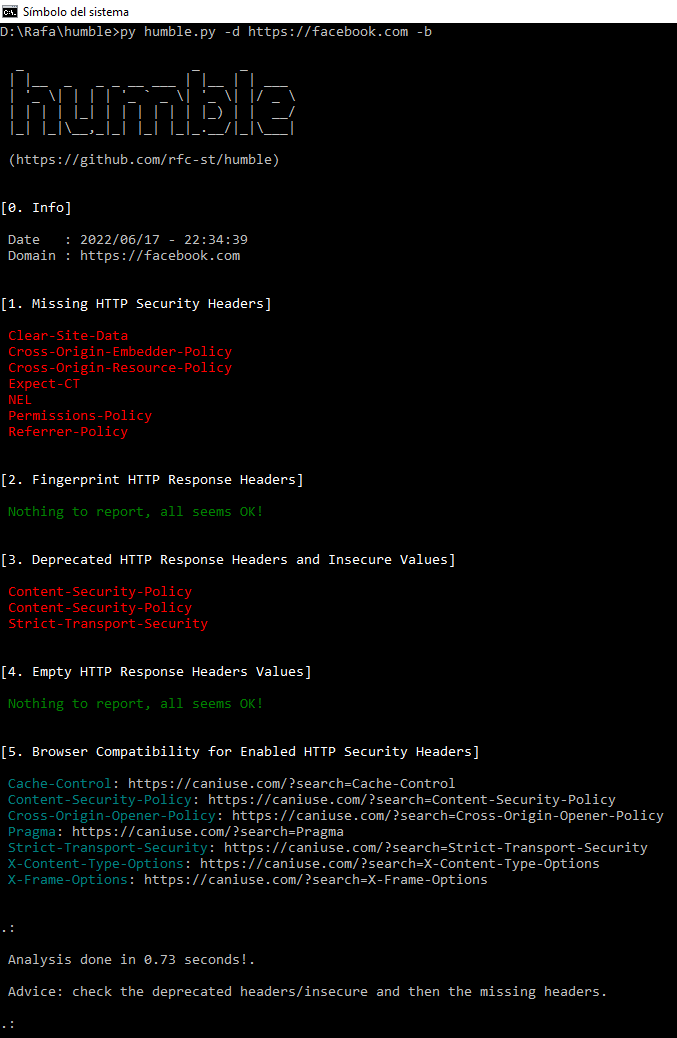 Símbolo del sistema
D:\Rafa\humble>py humble.py -d https://facebook.com -b
humble
(https://github.com/rfc-st/humble)
[0. Info]
Date   : 2022/06/17 - 22:34:39
Domain : https://facebook.com
[1. Missing HTTP Security Headers]
Clear-Site-Data
Cross-Origin-Embedder-Policy
Cross-Origin-Resource-Policy
Expect-CT
NEL
Permissions-Policy
Referrer-Policy
[2. Fingerprint HTTP Response Headers]
Nothing to report, all seems OK!
[3. Deprecated HTTP Response Headers and Insecure Values]
Content-Security-Policy
Content-Security-Policy
Strict-Transport-Security
[4. Empty HTTP Response Headers Values]
Nothing to report, all seems OK!
[5. Browser Compatibility for Enabled HTTP Security Headers]
Cache-Control: https://caniuse.com/?search=Cache-Control
Content-Security-Policy: https://caniuse.com/?search=Content-Security-Policy
Cross-Origin-Opener-Policy: https://caniuse.com/?search=Cross-Origin-Opener-Policy
Pragma: https://caniuse.com/?search=Pragma
Strict-Transport-Security: https://caniuse.com/?search=Strict-Transport-Security
X-Content-Type-Options: https://caniuse.com/?search=X-Content-Type-Options
X-Frame-Options: https://caniuse.com/?search=X-Frame-Options
.:
Analysis done in 0.73 seconds!.
Advice: check the deprecated headers/insecure and then the missing headers.
.: